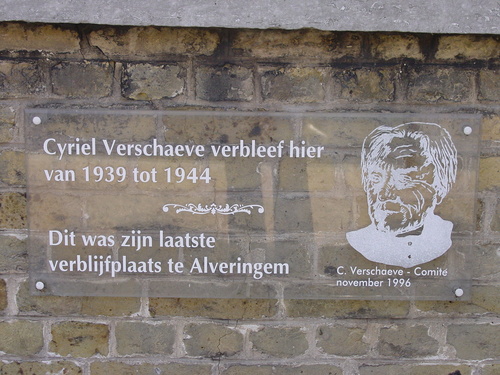 Cyriel Verschaeve verbleef hier
van 1939 tot 1944
Dit was zijn laatste
verblijfplaats te Alveringem
C. Verschaeve - Comité
november 1996